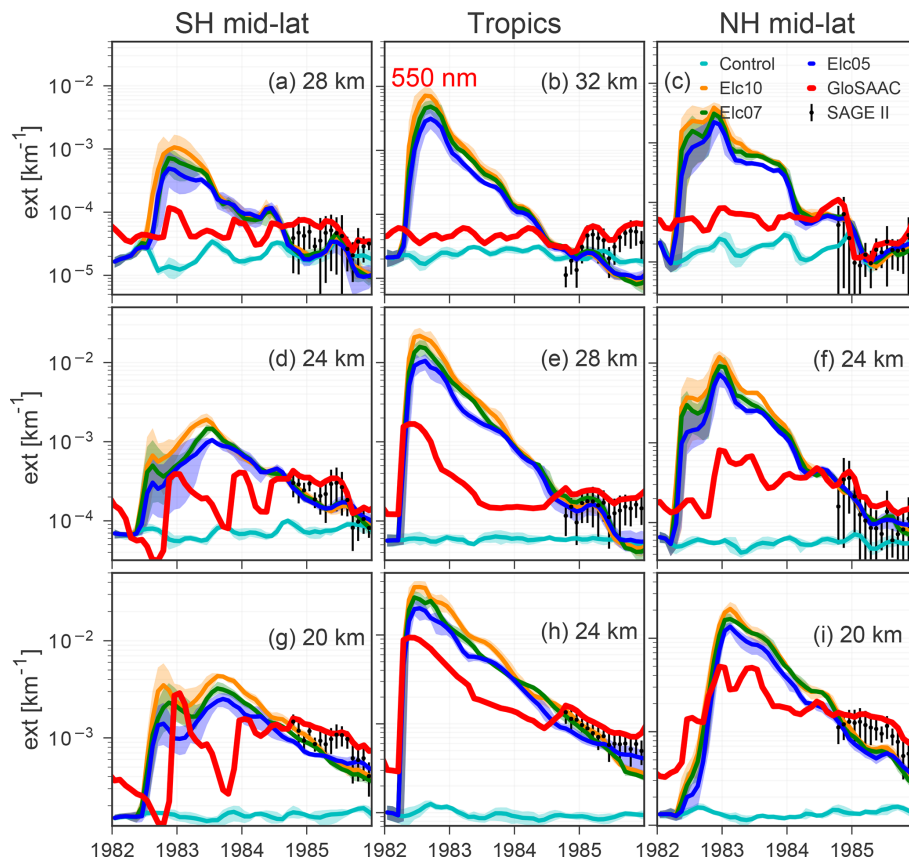 SH mid-lat Tropics NH mid-lat
(a) 28 km
550 nm
(b) 32 km
(c)
Control
Elc10
Elc07
Elc05
GloSAAC
SAGE II
ext [km⁻¹]
10⁻²
10⁻³
10⁻⁴
10⁻⁵
(d) 24 km
(e) 28 km
(f) 24 km
ext [km⁻¹]
10⁻²
10⁻³
10⁻⁴
(g) 20 km
(h) 24 km
(i) 20 km
ext [km⁻¹]
10⁻²
10⁻³
1982 1983 1984 1985 1982 1983 1984 1985 1982 1983 1984 1985